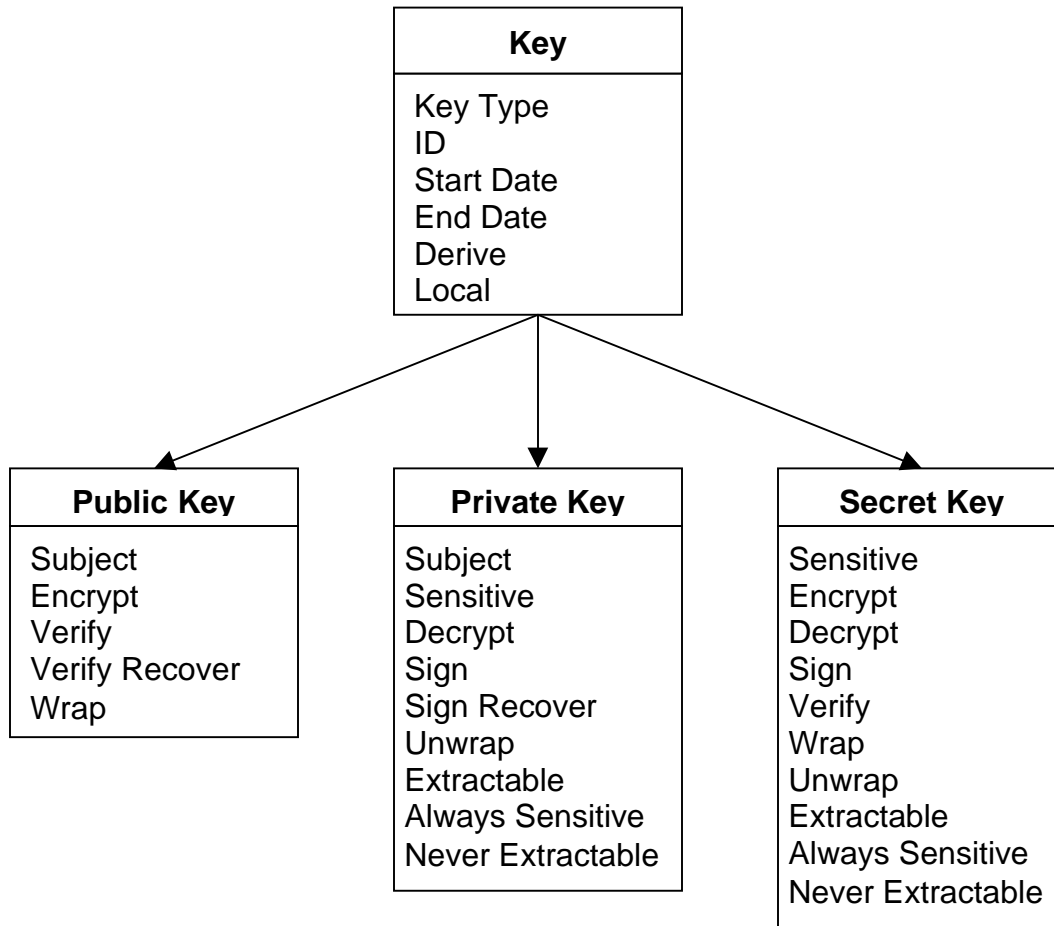 Key
Key Type
ID
Start Date
End Date
Derive
Local
Public Key
Subject
Encrypt
Verify
Verify Recover
Wrap
Private Key
Subject
Sensitive
Decrypt
Sign
Sign Recover
Unwrap
Extractable
Always Sensitive
Never Extractable
Secret Key
Sensitive
Encrypt
Decrypt
Sign
Verify
Wrap
Unwrap
Extractable
Always Sensitive
Never Extractable